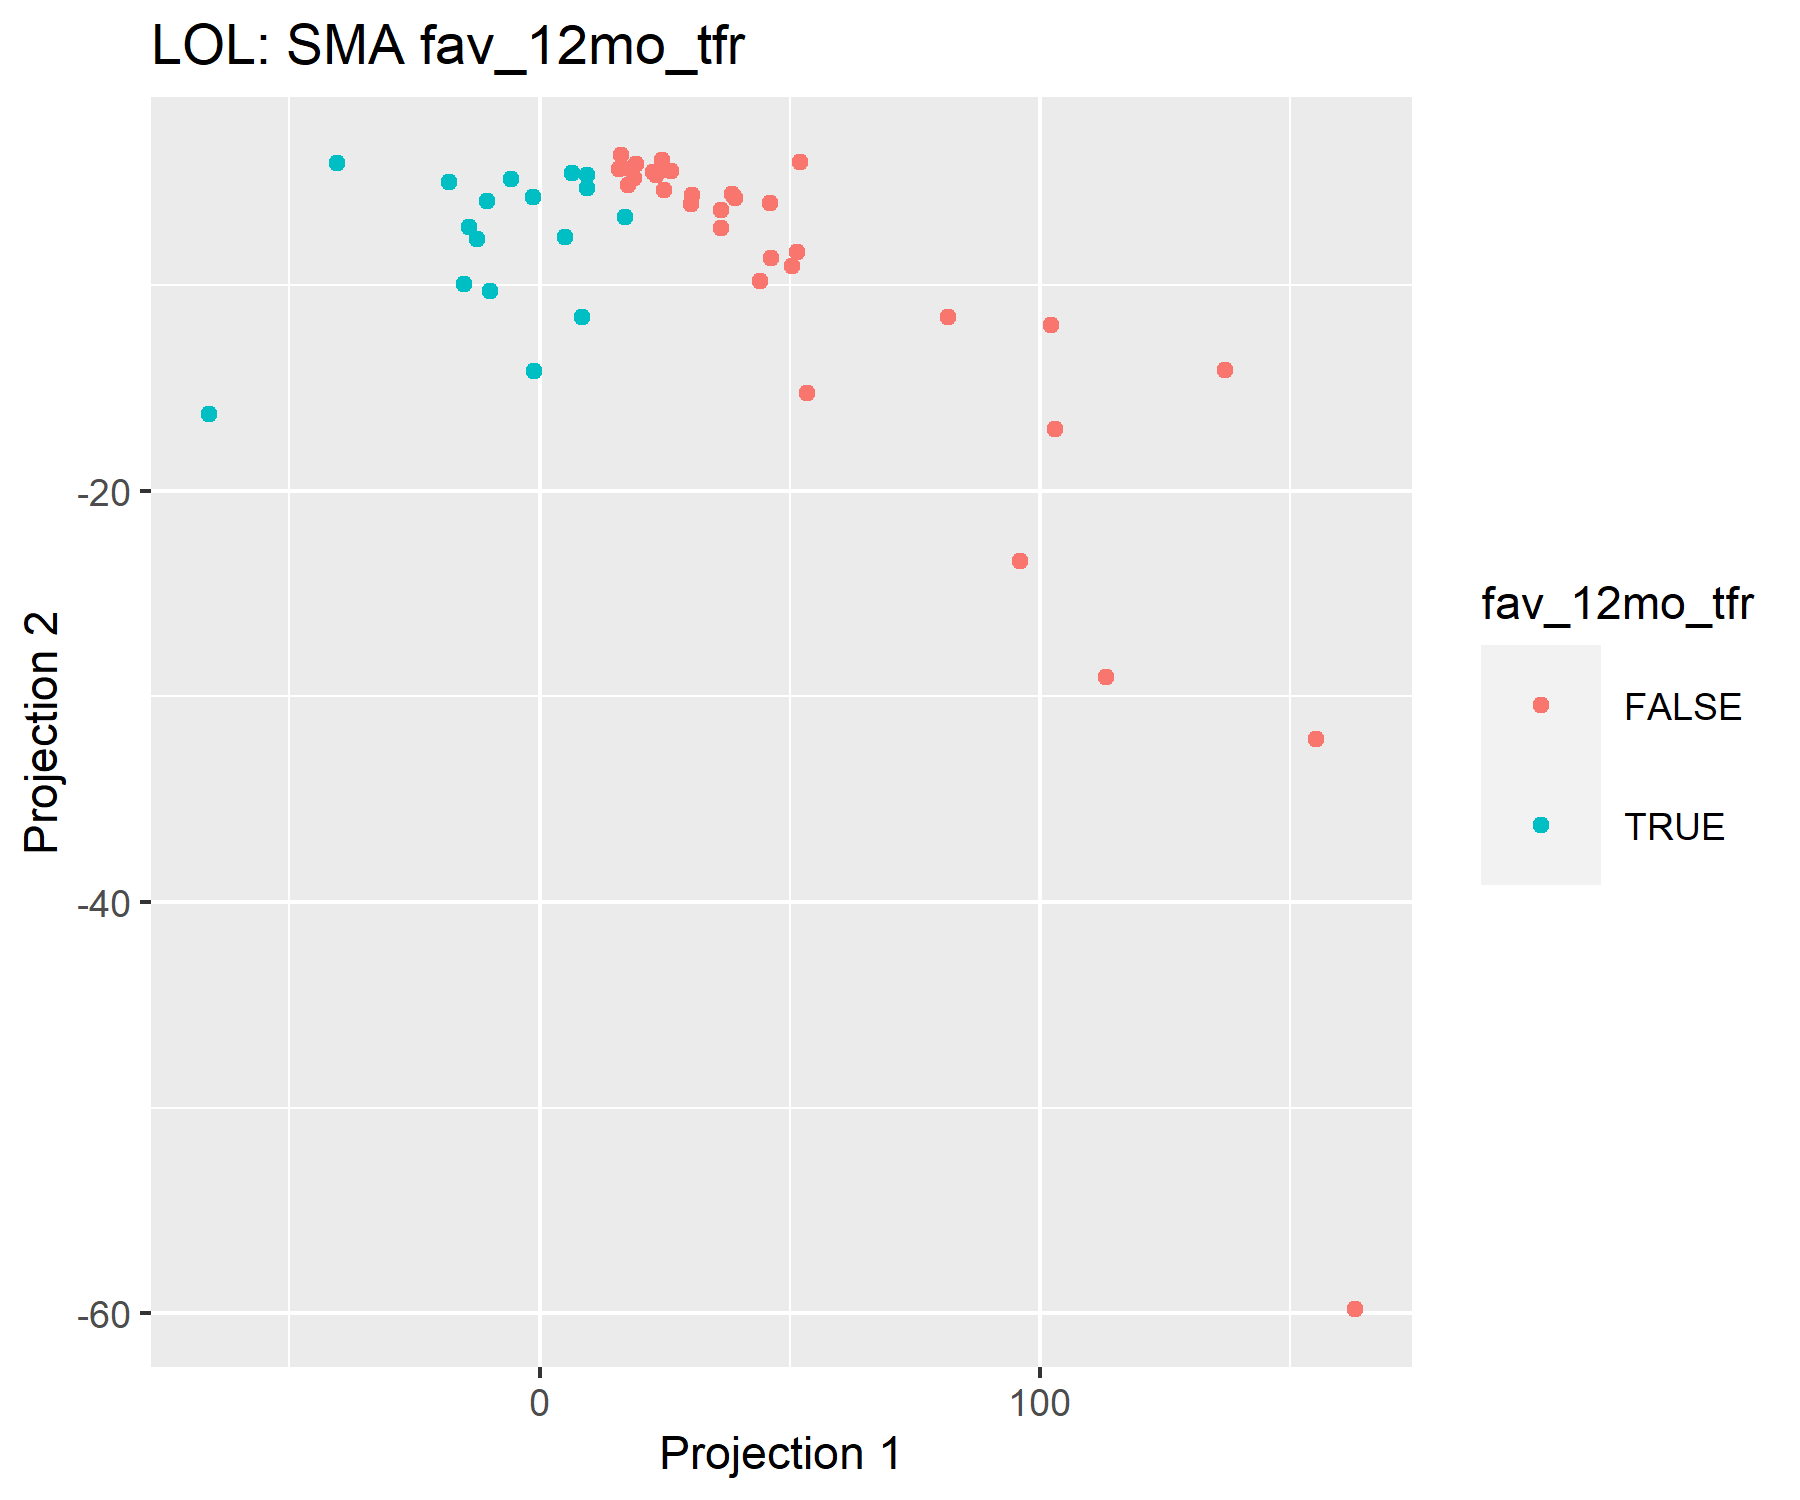 LOL: SMA fav_12mo_tfr
Projection 2
-20
-40
-60
0
100
Projection 1
fav_12mo_tfr
FALSE
TRUE